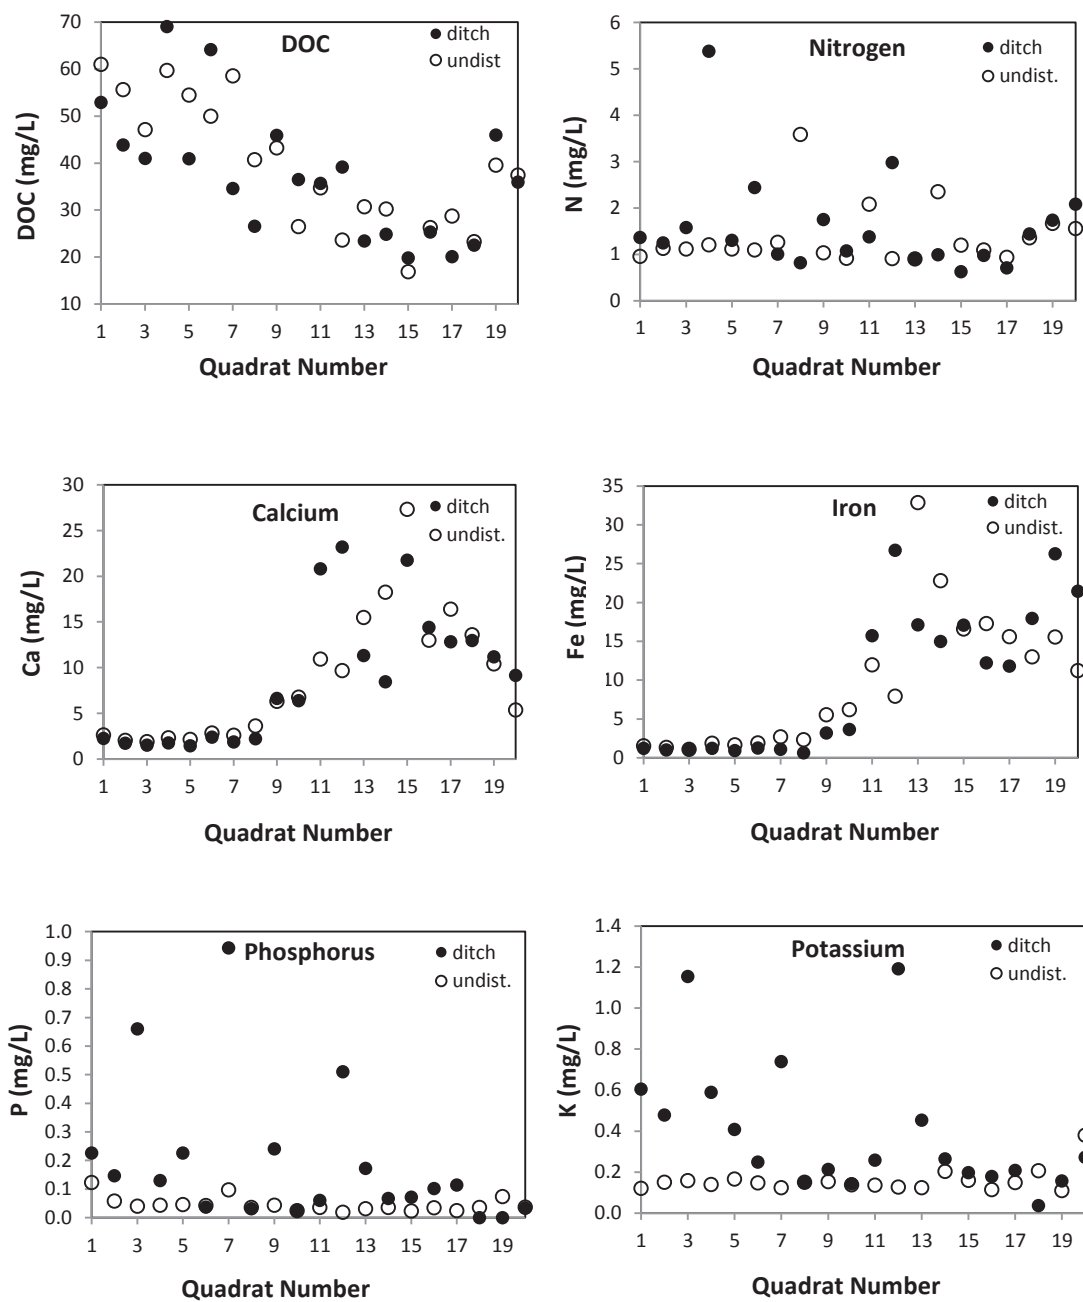 DOC
ditch
undist
DOC (mg/L)
70
60
50
40
30
20
10
1 3 5 7 9 11 13 15 17 19
Quadrat Number
Nitrogen
ditch
undist.
N (mg/L)
6
5
4
3
2
1
0
1 3 5 7 9 11 13 15 17 19
Quadrat Number
Calcium
ditch
undist.
Ca (mg/L)
30
25
20
15
10
5
0
1 3 5 7 9 11 13 15 17 19
Quadrat Number
Iron
ditch
undist.
Fe (mg/L)
35
30
25
20
15
10
5
0
1 3 5 7 9 11 13 15 17 19
Quadrat Number
Phosphorus
ditch
undist.
P (mg/L)
1.0
0.9
0.8
0.7
0.6
0.5
0.4
0.3
0.2
0.1
0.0
1 3 5 7 9 11 13 15 17 19
Quadrat Number
Potassium
ditch
undist.
K (mg/L)
1.4
1.2
1.0
0.8
0.6
0.4
0.2
0.0
1 3 5 7 9 11 13 15 17 19
Quadrat Number